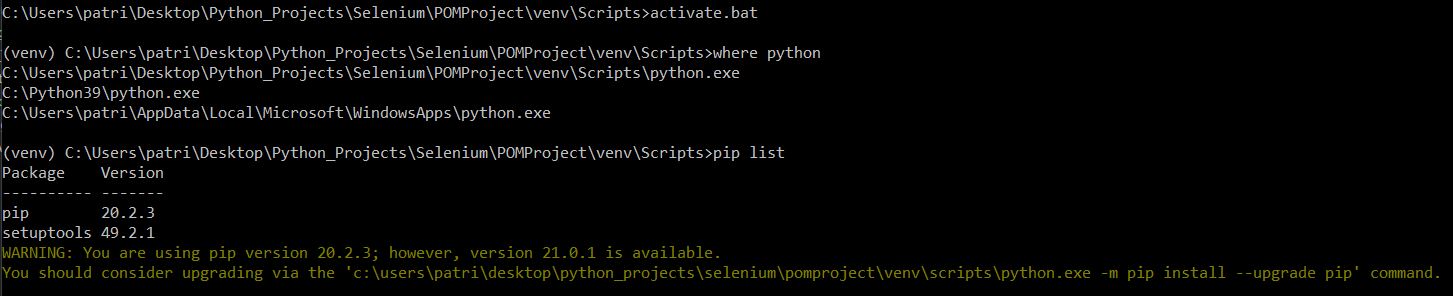 C:\Users\patri\Desktop\Python_Projects\Selenium\POMProject\venv\Scripts>activate.bat
(venv) C:\Users\patri\Desktop\Python_Projects\Selenium\POMProject\venv\Scripts>where python
C:\Users\patri\Desktop\Python_Projects\Selenium\POMProject\venv\Scripts\python.exe
C:\Python39\python.exe
C:\Users\patri\AppData\Local\Microsoft\WindowsApps\python.exe
(venv) C:\Users\patri\Desktop\Python_Projects\Selenium\POMProject\venv\Scripts>pip list
Package    Version
---------- -------
pip        20.2.3
setuptools 49.2.1
WARNING: You are using pip version 20.2.3; however, version 21.0.1 is available.
You should consider upgrading via the 'c:\users\patri\desktop\python_projects\selenium\pomproject\venv\scripts\python.exe -m pip install --upgrade pip' command.